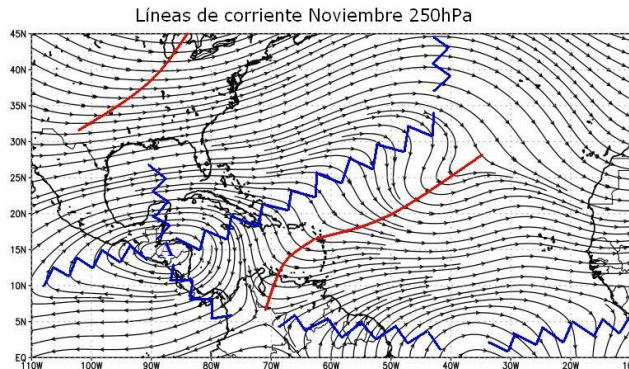 Líneas de corriente Noviembre 250hPa
45N
40N
35N
30N
25N
20N
15N
A
10N
5N
EQ
110W 100W 90W 80W 70W 60W 50W 40W 30W 20W 10W